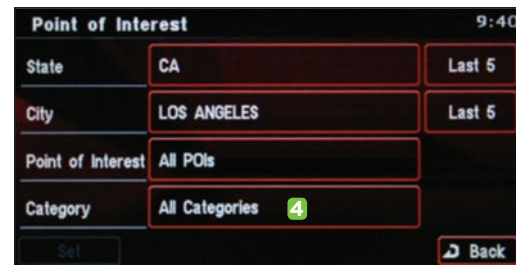 Point of Interest 9:40
State CA Last 5
City LOS ANGELES Last 5
Point of Interest All POIs
Category All Categories 4
Set Back